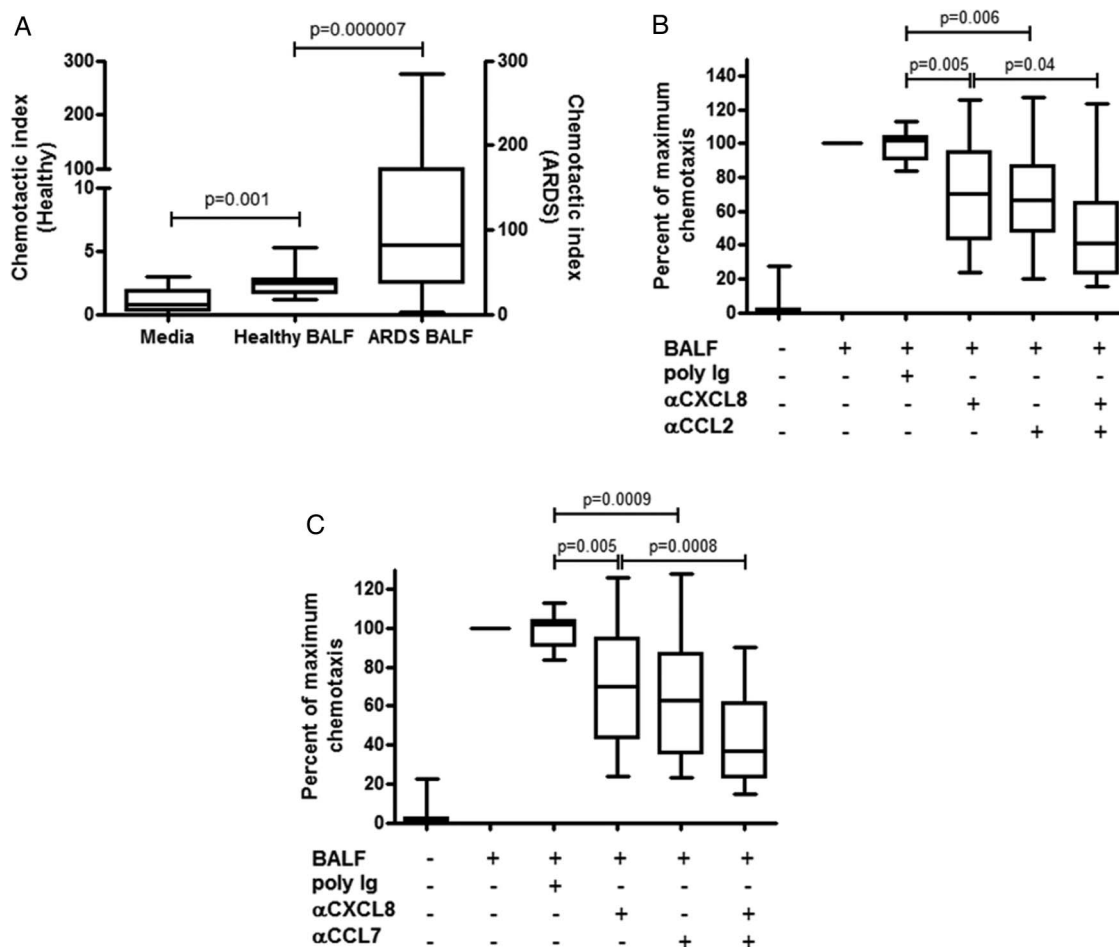 A
p=0.000007
300
200
100
10
5
0
Chemotactic index
(Healthy)
p=0.001
Media
Healthy BALF
ARDS BALF
300
200
100
0
Chemotactic index
(ARDS)
B
p=0.006
p=0.005
p=0.04
140
120
100
80
60
40
20
0
Percent of maximum
chemotaxis
BALF - + + + + +
poly Ig - - + - - -
αCXCL8 - - - + - +
αCCL2 - - - - + +
C
p=0.0009
p=0.005
p=0.0008
120
100
80
60
40
20
0
Percent of maximum
chemotaxis
BALF - + + + + +
poly Ig - - + - - -
αCXCL8 - - - + - +
αCCL7 - - - - + +